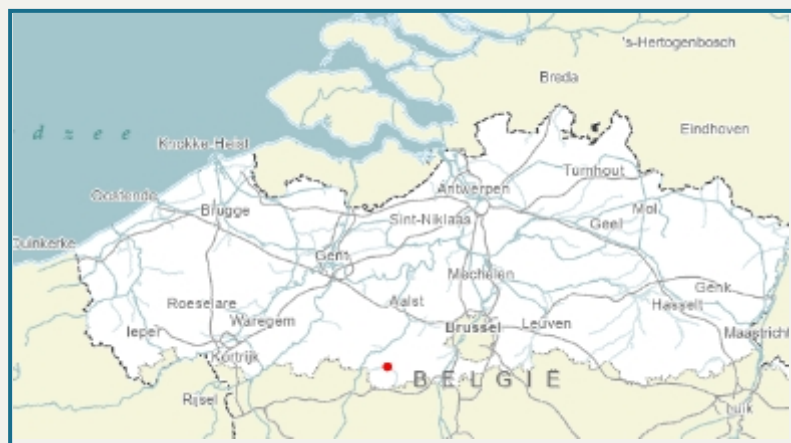 's-Hertogenbosch
Breda
d z e e
Eindhoven
Knokke-Heist
Turnhout
Oostende
Antwerpen
Brugge
Sint-Niklaas
Mol
Geel
Duinkerke
Gent
Mechelen
Genk
Roeselare
Aalst
Hasselt
Ieper
Waregem
Brussel
Leuven
Maastricht
Kortrijk
BELGIË
Rijsel
Luik